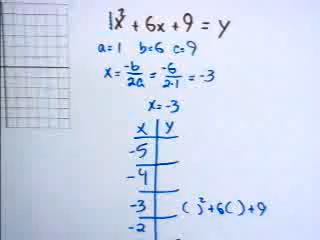 1x² + 6x + 9 = y
a=1 b=6 c=9
x = -b/2a = -6/2·1 = -3
x = -3
x y
-5
-4
-3 ( )² + 6( ) + 9
-2